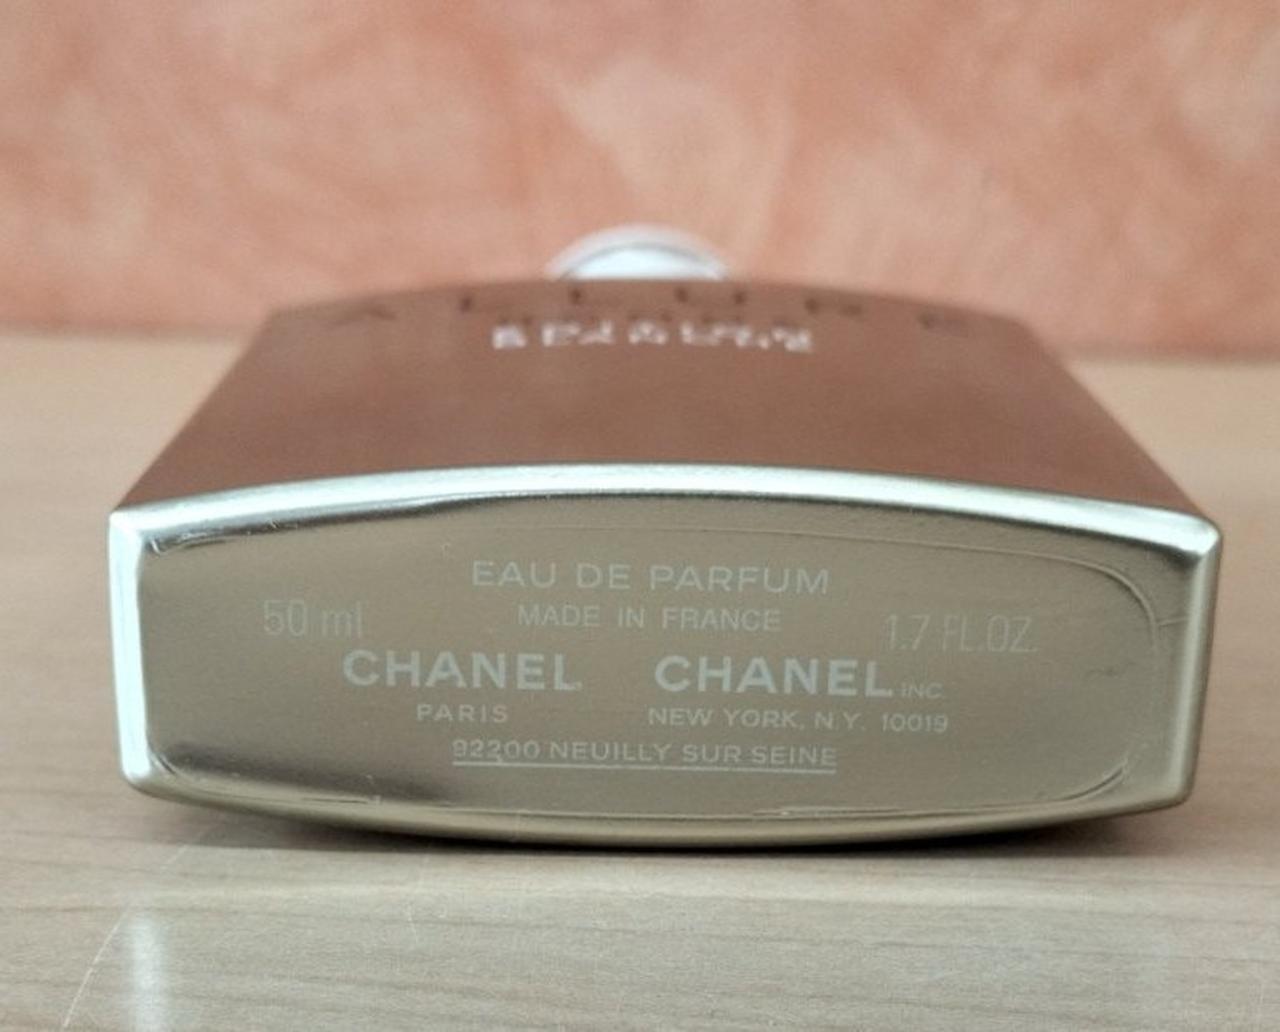 ALLURE
EAU DE PARFUM
MADE IN FRANCE
50 ml
1.7 FL.OZ.
CHANEL
PARIS
CHANEL INC.
NEW YORK, N.Y. 10019
92200 NEUILLY SUR SEINE